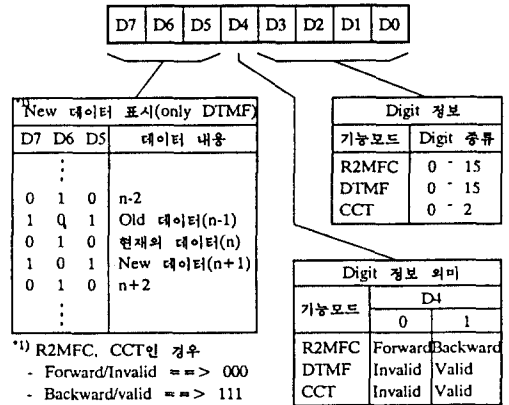 D7 D6 D5 D4 D3 D2 D1 D0
*1)
New 데이터 표시(only DTMF)
D7 D6 D5 데이터 내용
0 1 0 n-2
1 0 1 Old 데이터(n-1)
0 1 0 현재의 데이터(n)
1 0 1 New 데이터(n+1)
0 1 0 n+2
*1) R2MFC, CCT인 경우
- Forward/Invalid ==> 000
- Backward/valid ==> 111
Digit 정보
기능모드 Digit 종류
R2MFC 0 - 15
DTMF 0 - 15
CCT 0 - 2
Digit 정보 의미
기능모드 D4
0 1
R2MFC Forward Backward
DTMF Invalid Valid
CCT Invalid Valid